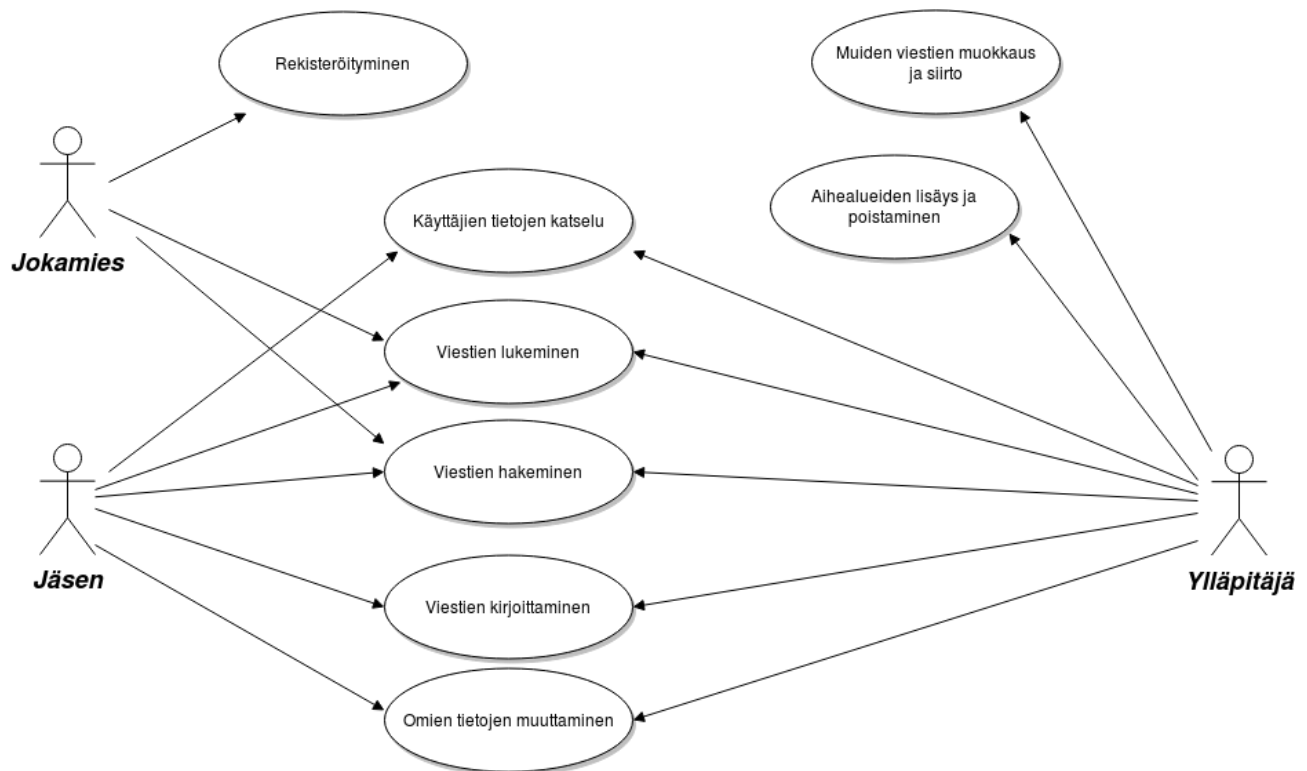 Rekisteröityminen
Muiden viestien muokkaus
ja siirto
Jokamies
Käyttäjien tietojen katselu
Aihealueiden lisäys ja
poistaminen
Viestien lukeminen
Viestien hakeminen
Jäsen
Ylläpitäjä
Viestien kirjoittaminen
Omien tietojen muuttaminen